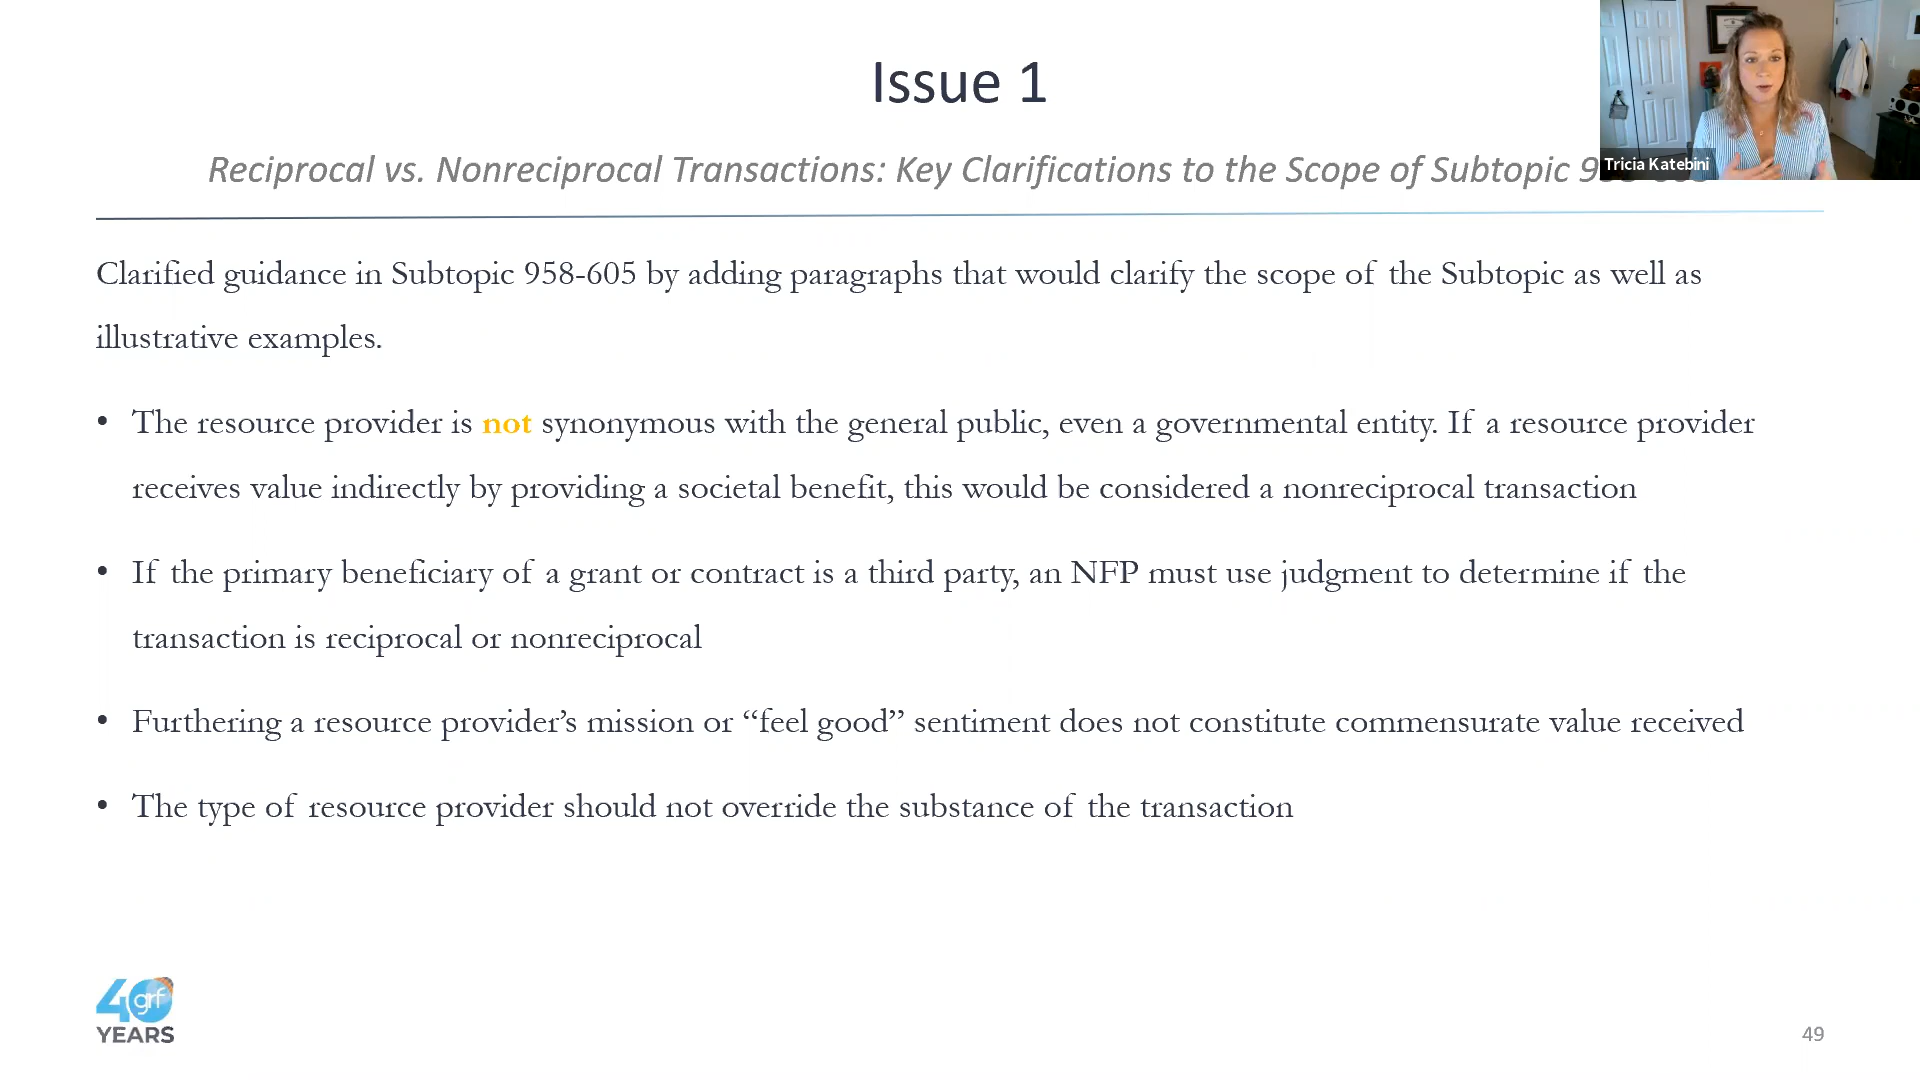 Issue 1
Reciprocal vs. Nonreciprocal Transactions: Key Clarifications to the Scope of Subtopic
Tricia Katebini
Clarified guidance in Subtopic 958-605 by adding paragraphs that would clarify the scope of the Subtopic as well as
illustrative examples.
• The resource provider is not synonymous with the general public, even a governmental entity. If a resource provider
receives value indirectly by providing a societal benefit, this would be considered a nonreciprocal transaction
• If the primary beneficiary of a grant or contract is a third party, an NFP must use judgment to determine if the
transaction is reciprocal or nonreciprocal
• Furthering a resource provider’s mission or “feel good” sentiment does not constitute commensurate value received
• The type of resource provider should not override the substance of the transaction
40 grf
YEARS
49